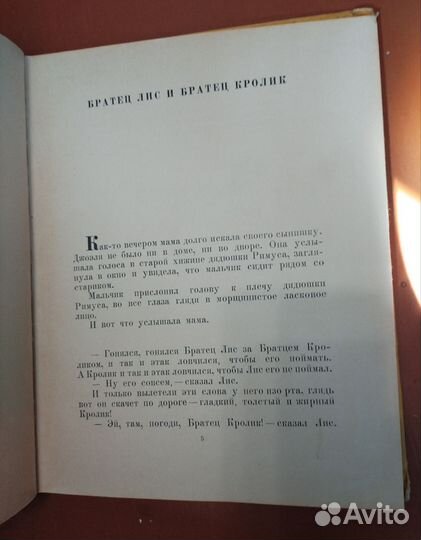 БРАТЕЦ ЛИС И БРАТЕЦ КРОЛИК
Как-то вечером мама долго искала своего сынишку.
Джоэля не было ни в доме, ни во дворе. Она услы-
шала голоса в старой хижине дядюшки Римуса, загля-
нула в окно и увидела, что мальчик сидит рядом со
стариком.
Мальчик прислонил голову к плечу дядюшки
Римуса, во все глаза глядя в морщинистое ласковое
лицо.
И вот что услышала мама.
— Гонялся, гонялся Братец Лис за Братцем Кро-
ликом, и так и этак ловчился, чтобы его поймать.
А Кролик и так и этак ловчился, чтобы Лис его не поймал.
— Ну его совсем, — сказал Лис.
И только вылетели эти слова у него изо рта, глядь:
вот он скачет по дороге — гладкий, толстый и жирный
Кролик!
— Эй, там, погоди, Братец Кролик! — сказал Лис.
5
Avito